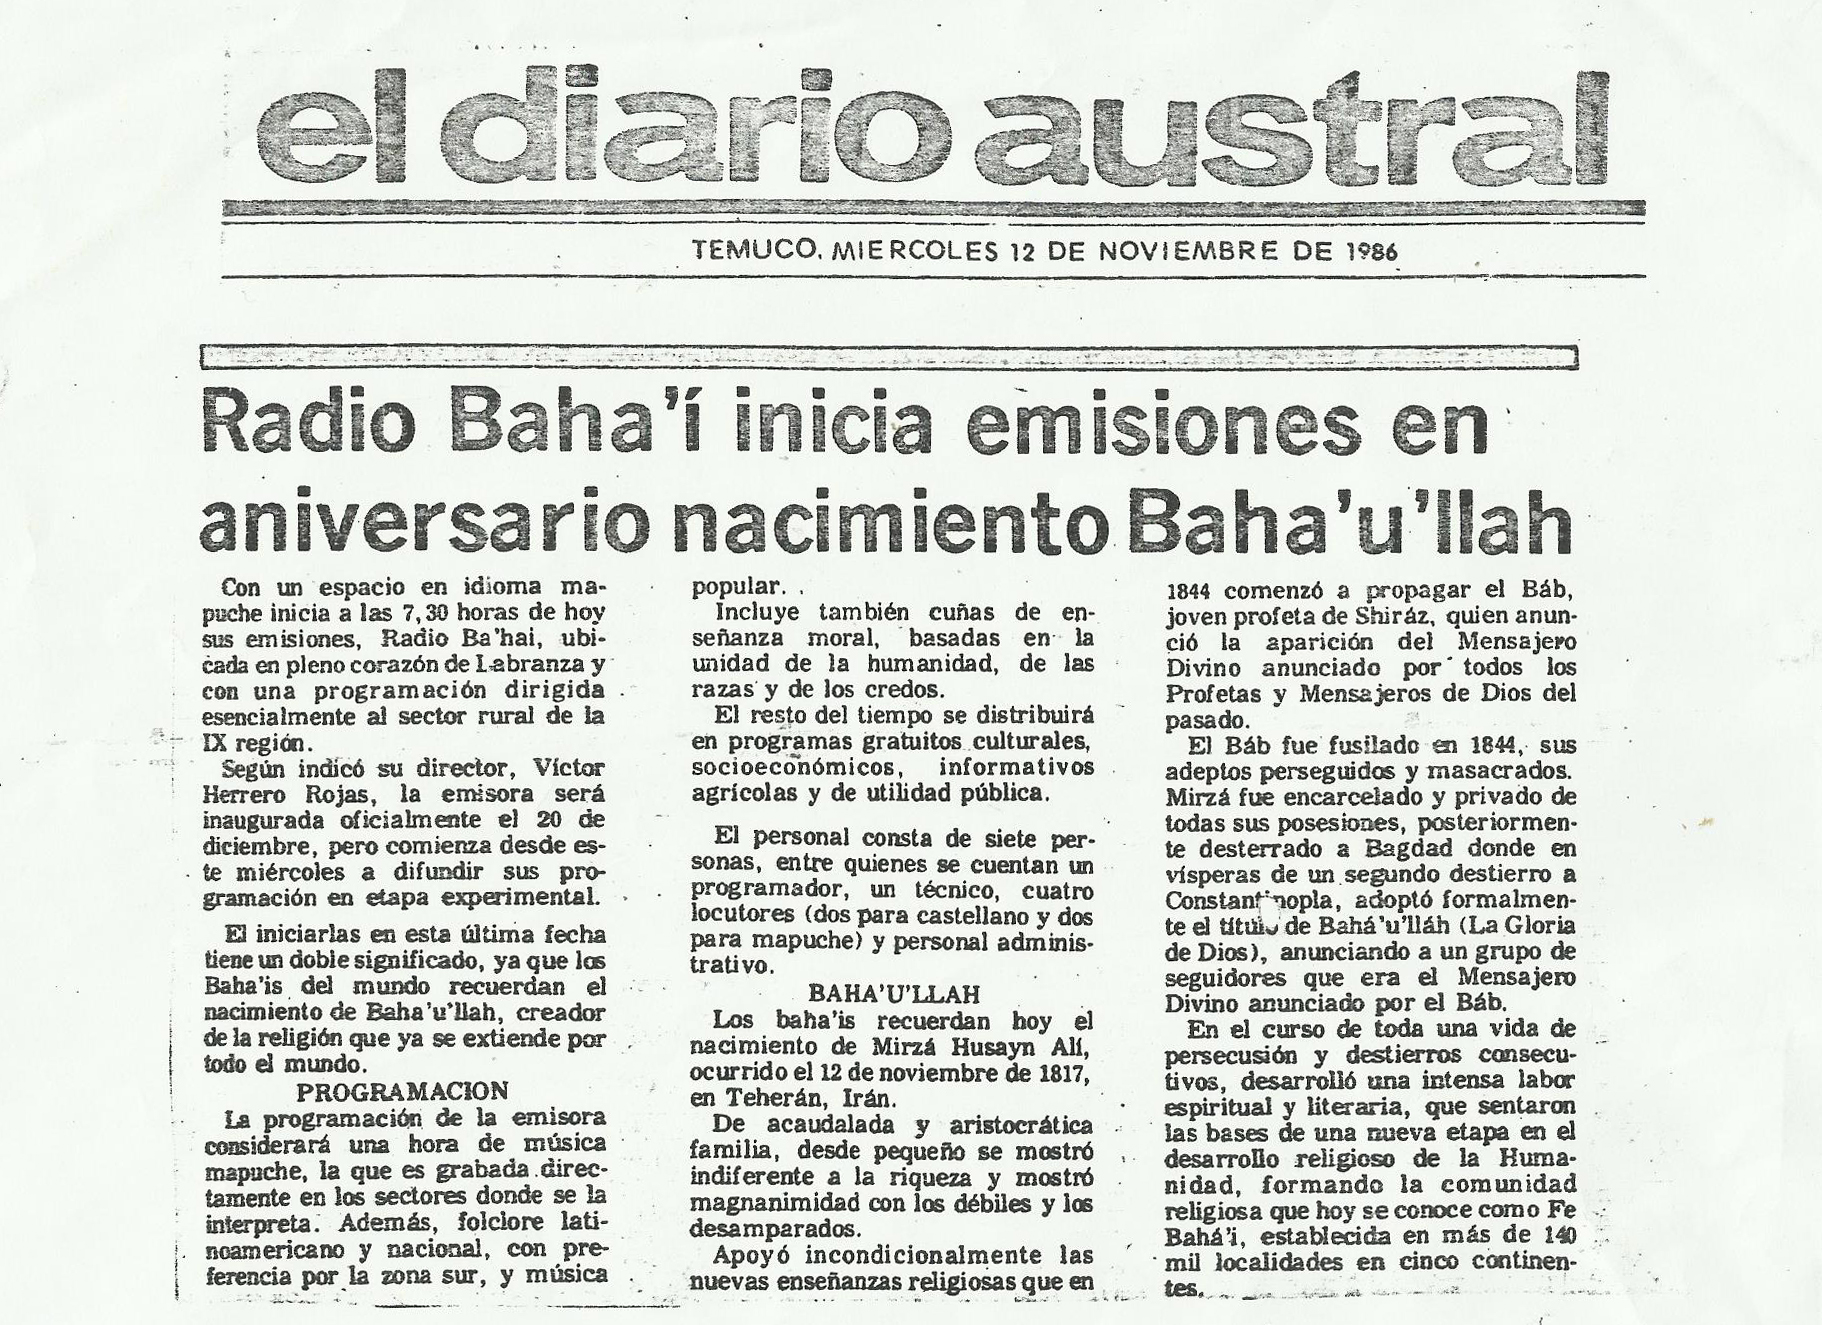 el diario austral
TEMUCO, MIERCOLES 12 DE NOVIEMBRE DE 1986
Radio Baha'í inicia emisiones en
aniversario nacimiento Baha'u'llah
Con un espacio en idioma ma-
puche inicia a las 7,30 horas de hoy
sus emisiones, Radio Ba'hai, ubi-
cada en pleno corazón de Labranza y
con una programación dirigida
esencialmente al sector rural de la
IX región.
Según indicó su director, Víctor
Herrero Rojas, la emisora será
inaugurada oficialmente el 20 de
diciembre, pero comienza desde es-
te miércoles a difundir sus pro-
gramación en etapa experimental.
El iniciarlas en esta última fecha
tiene un doble significado, ya que los
Baha'is del mundo recuerdan el
nacimiento de Baha'u'llah, creador
de la religión que ya se extiende por
todo el mundo.
PROGRAMACION
La programación de la emisora
considerará una hora de música
mapuche, la que es grabada direc-
tamente en los sectores donde se la
interpreta. Además, folclore lati-
noamericano y nacional, con pre-
ferencia por la zona sur, y música
popular.
Incluye también cuñas de en-
señanza moral, basadas en la
unidad de la humanidad, de las
razas y de los credos.
El resto del tiempo se distribuirá
en programas gratuitos culturales,
socioeconómicos, informativos
agrícolas y de utilidad pública.
El personal consta de siete per-
sonas, entre quienes se cuentan un
programador, un técnico, cuatro
locutores (dos para castellano y dos
para mapuche) y personal adminis-
trativo.
BAHA'U'LLAH
Los baha'is recuerdan hoy el
nacimiento de Mirzá Husayn Alí,
ocurrido el 12 de noviembre de 1817,
en Teherán, Irán.
De acaudalada y aristocrática
familia, desde pequeño se mostró
indiferente a la riqueza y mostró
magnanimidad con los débiles y los
desamparados.
Apoyó incondicionalmente las
nuevas enseñanzas religiosas que en
1844 comenzó a propagar el Báb,
joven profeta de Shiráz, quien anun-
ció la aparición del Mensajero
Divino anunciado por todos los
Profetas y Mensajeros de Dios del
pasado.
El Báb fue fusilado en 1844, sus
adeptos perseguidos y masacrados.
Mirzá fue encarcelado y privado de
todas sus posesiones, posteriormen-
te desterrado a Bagdad donde en
vísperas de un segundo destierro a
Constantinopla, adoptó formalmen-
te el título de Bahá'u'lláh (La Gloria
de Dios), anunciando a un grupo de
seguidores que era el Mensajero
Divino anunciado por el Báb.
En el curso de toda una vida de
persecusión y destierros consecu-
tivos, desarrolló una intensa labor
espiritual y literaria, que sentaron
las bases de una nueva etapa en el
desarrollo religioso de la Huma-
nidad, formando la comunidad
religiosa que hoy se conoce como Fe
Bahá'i, establecida en más de 140
mil localidades en cinco continen-
tes.